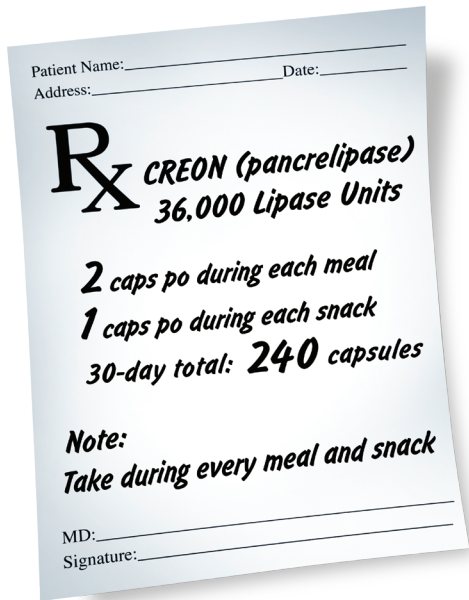 Patient Name:
Address: Date:
Rx CREON (pancrelipase)
36,000 Lipase Units
2 caps po during each meal
1 caps po during each snack
30-day total: 240 capsules
Note:
Take during every meal and snack
MD:
Signature: